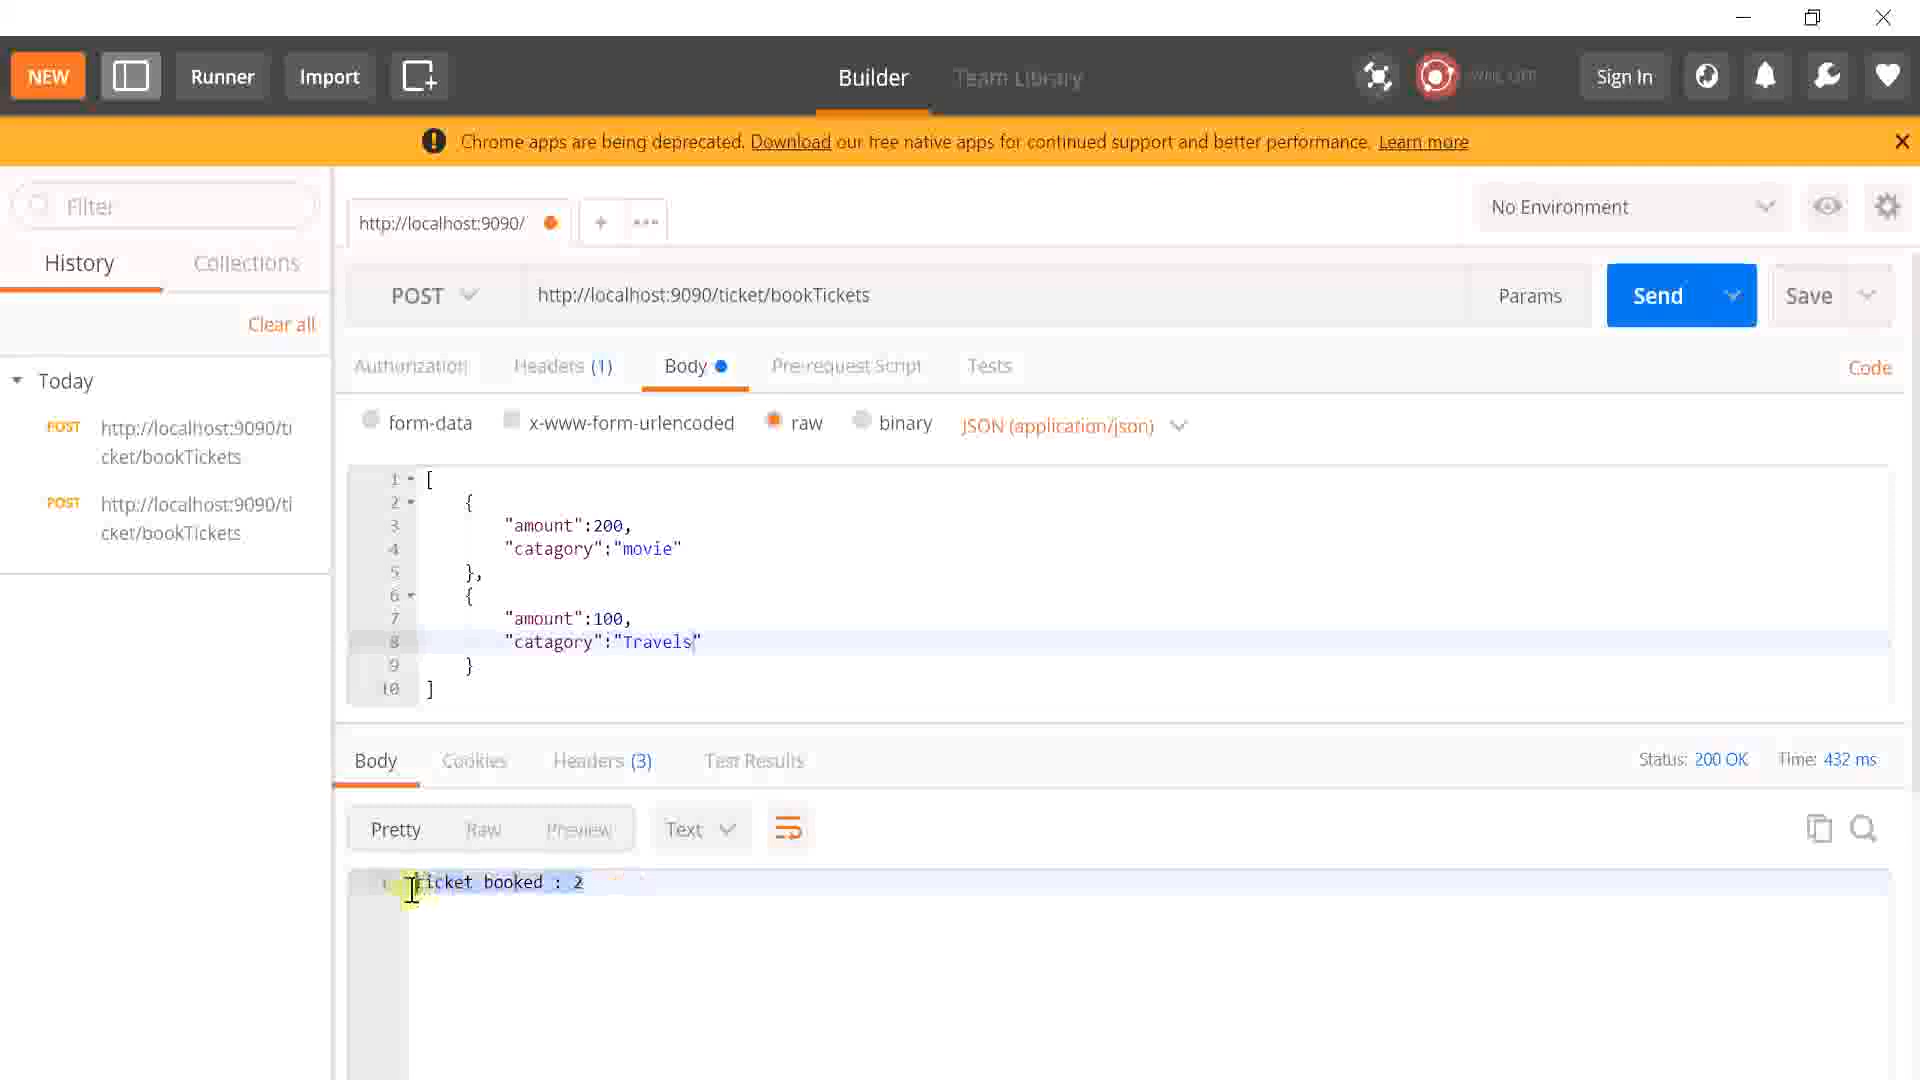 NEW
Runner
Import
Builder
Team Library
SYNC OFF
Sign In
Chrome apps are being deprecated. Download our free native apps for continued support and better performance. Learn more
Filter
History
Collections
Clear all
Today
POST
http://localhost:9090/ti
cket/bookTickets
POST
http://localhost:9090/ti
cket/bookTickets
http://localhost:9090/
No Environment
POST
http://localhost:9090/ticket/bookTickets
Params
Send
Save
Authorization
Headers (1)
Body
Pre-request Script
Tests
Code
form-data
x-www-form-urlencoded
raw
binary
JSON (application/json)
1 [
2 {
3 "amount":200,
4 "catagory":"movie"
5 },
6 {
7 "amount":100,
8 "catagory":"Travels"
9 }
10 ]
Body
Cookies
Headers (3)
Test Results
Status: 200 OK
Time: 432 ms
Pretty
Raw
Preview
Text
1 Ticket booked : 2